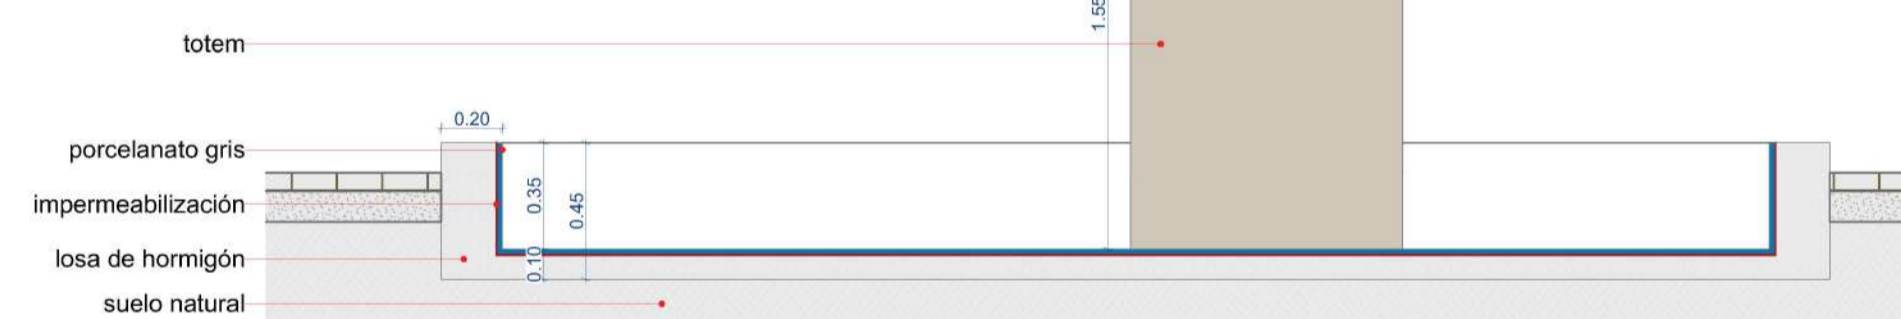 1.55
totem
0.20
porcelanato gris
0.35
impermeabilización
0.45
losa de hormigón
0.10
suelo natural